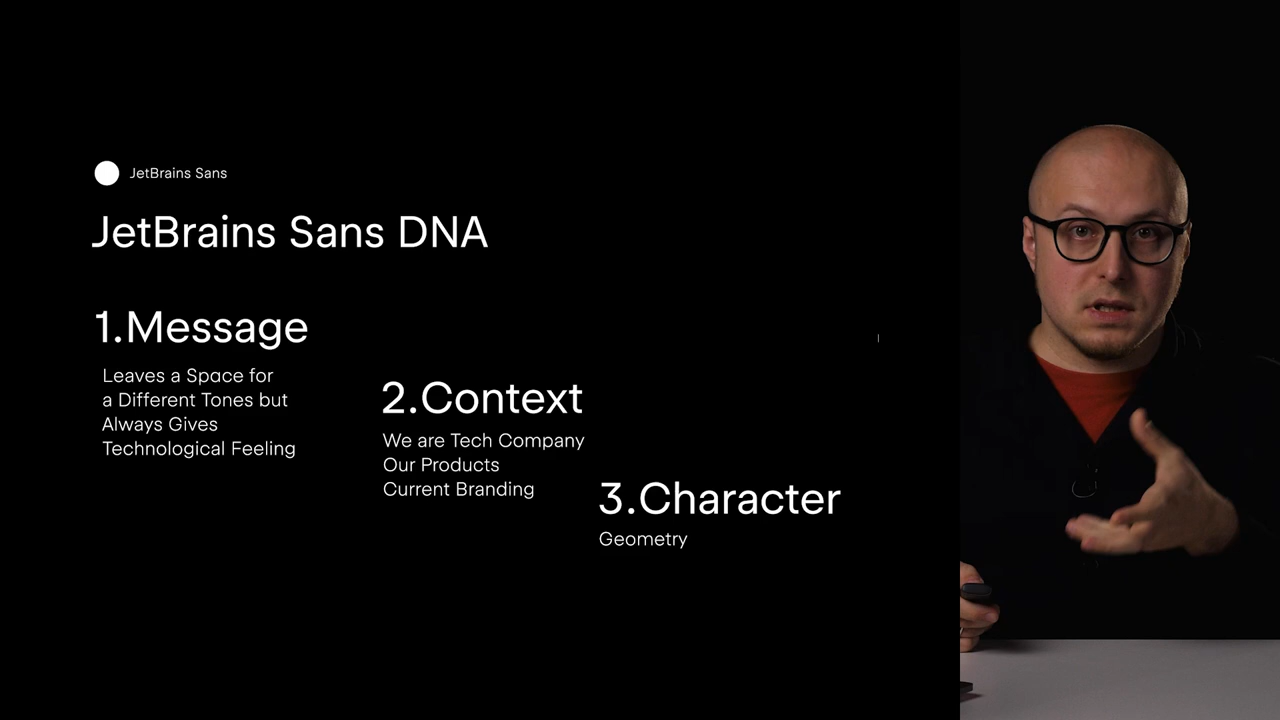 JetBrains Sans
JetBrains Sans DNA
1.Message
Leaves a Space for
a Different Tones but
Always Gives
Technological Feeling
2.Context
We are Tech Company
Our Products
Current Branding
3.Character
Geometry